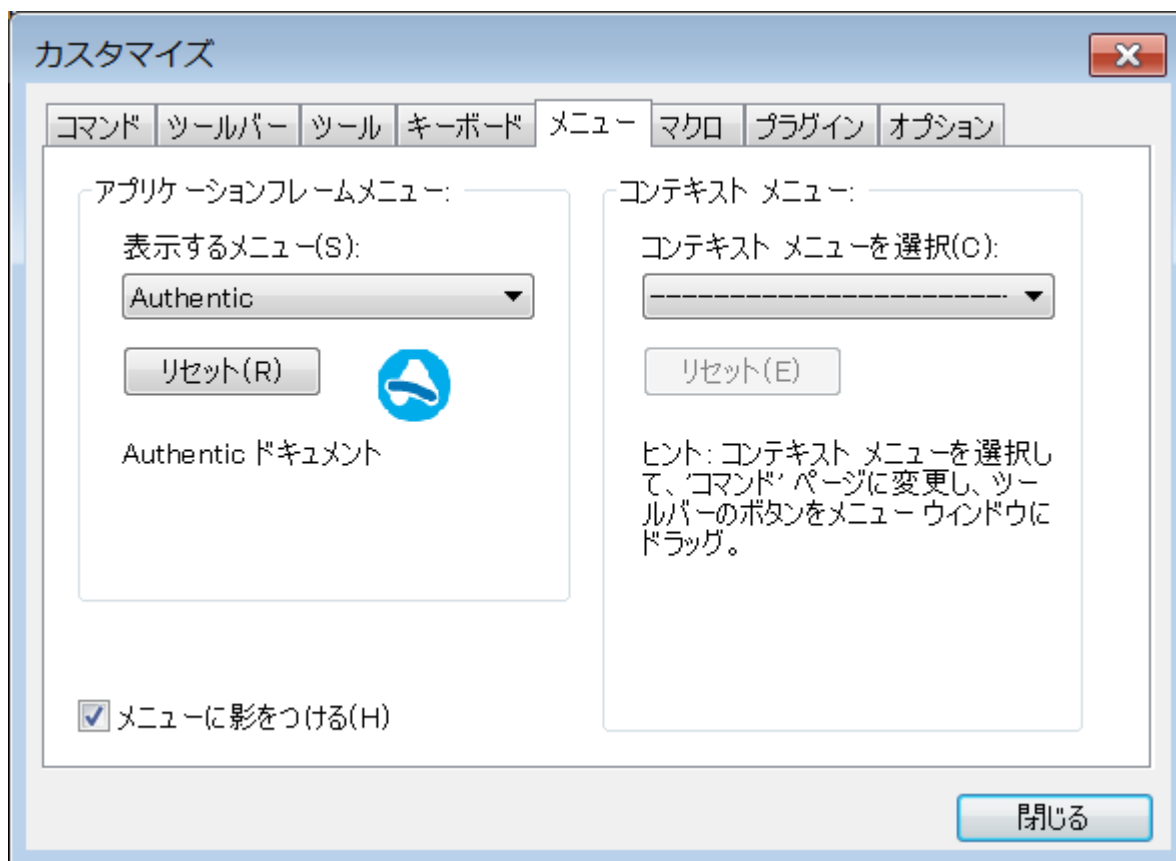 カスタマイズ
コマンド ツールバー ツール キーボード メニュー マクロ プラグイン オプション
アプリケーションフレームメニュー:
表示するメニュー(S):
Authentic
リセット(R)
Authentic ドキュメント
メニューに影をつける(H)
コンテキスト メニュー:
コンテキスト メニューを選択(C):
----------------------
リセット(E)
ヒント: コンテキスト メニューを選択し
て、'コマンド' ページに変更し、ツー
ルバーのボタンをメニュー ウィンドウに
ドラッグ。
閉じる